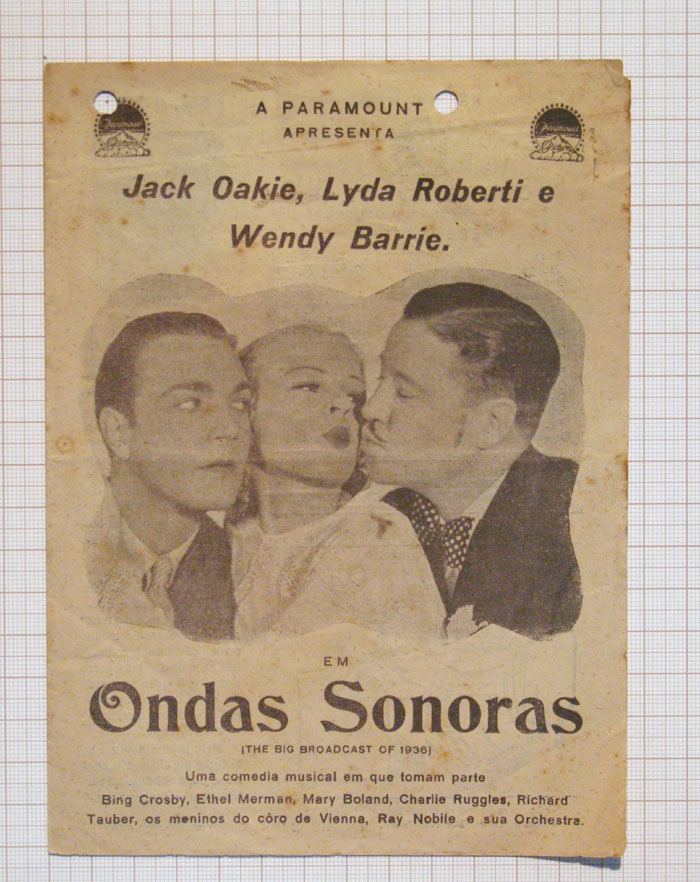 A PARAMOUNT
APRESENTA
Paramount
Paramount
Jack Oakie, Lyda Roberti e
Wendy Barrie.
EM
Ondas Sonoras
(THE BIG BROADCAST OF 1936)
Uma comedia musical em que tomam parte
Bing Crosby, Ethel Merman, Mary Boland, Charlie Ruggles, Richard
Tauber, os meninos do côro de Vienna, Ray Nobile e sua Orchestra.